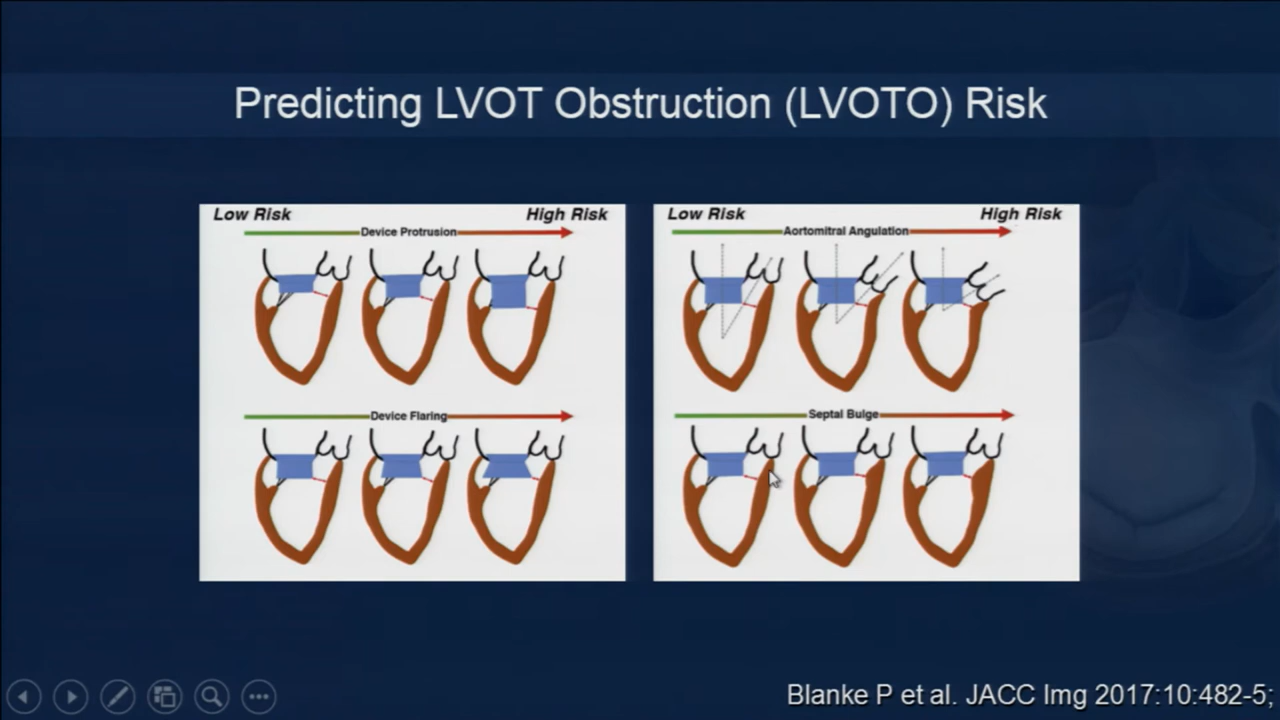 Predicting LVOT Obstruction (LVOTO) Risk
Low Risk
High Risk
Device Protrusion
Device Flaring
Low Risk
High Risk
Aortomitral Angulation
Septal Bulge
Blanke P et al. JACC Img 2017:10:482-5;